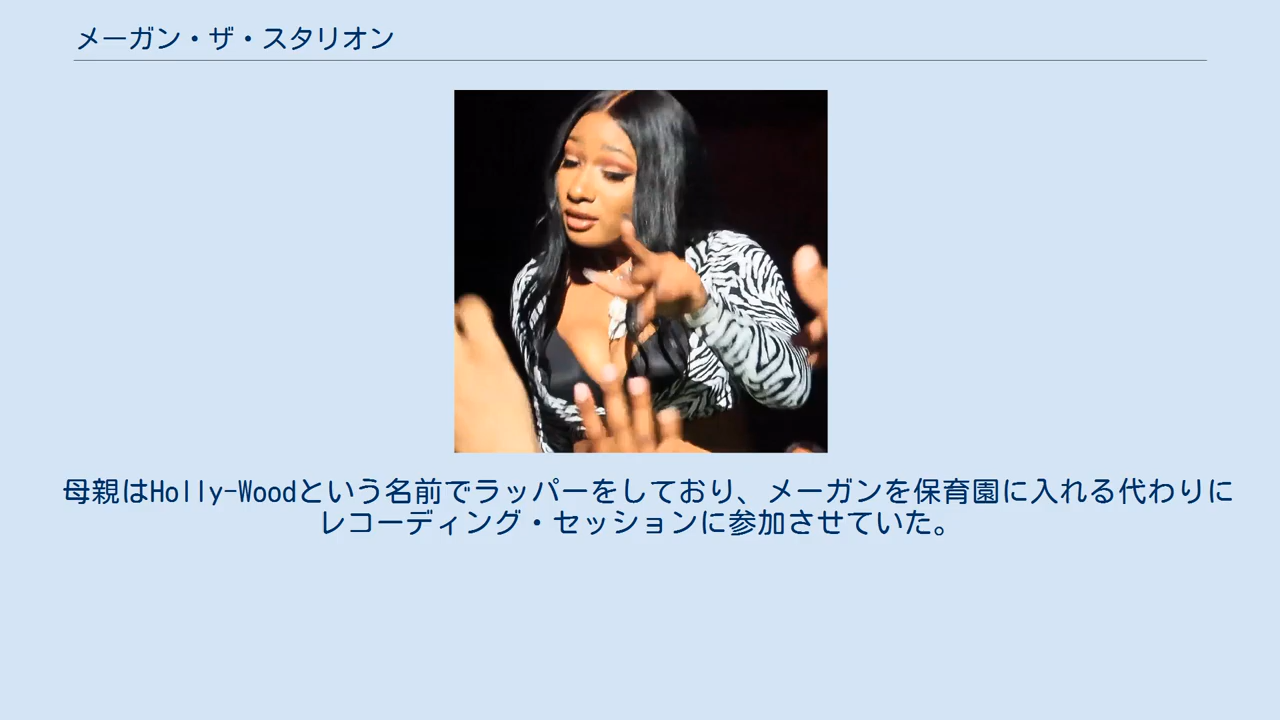 メーガン・ザ・スタリオン
母親はHolly-Woodという名前でラッパーをしており、メーガンを保育園に入れる代わりに
レコーディング・セッションに参加させていた。